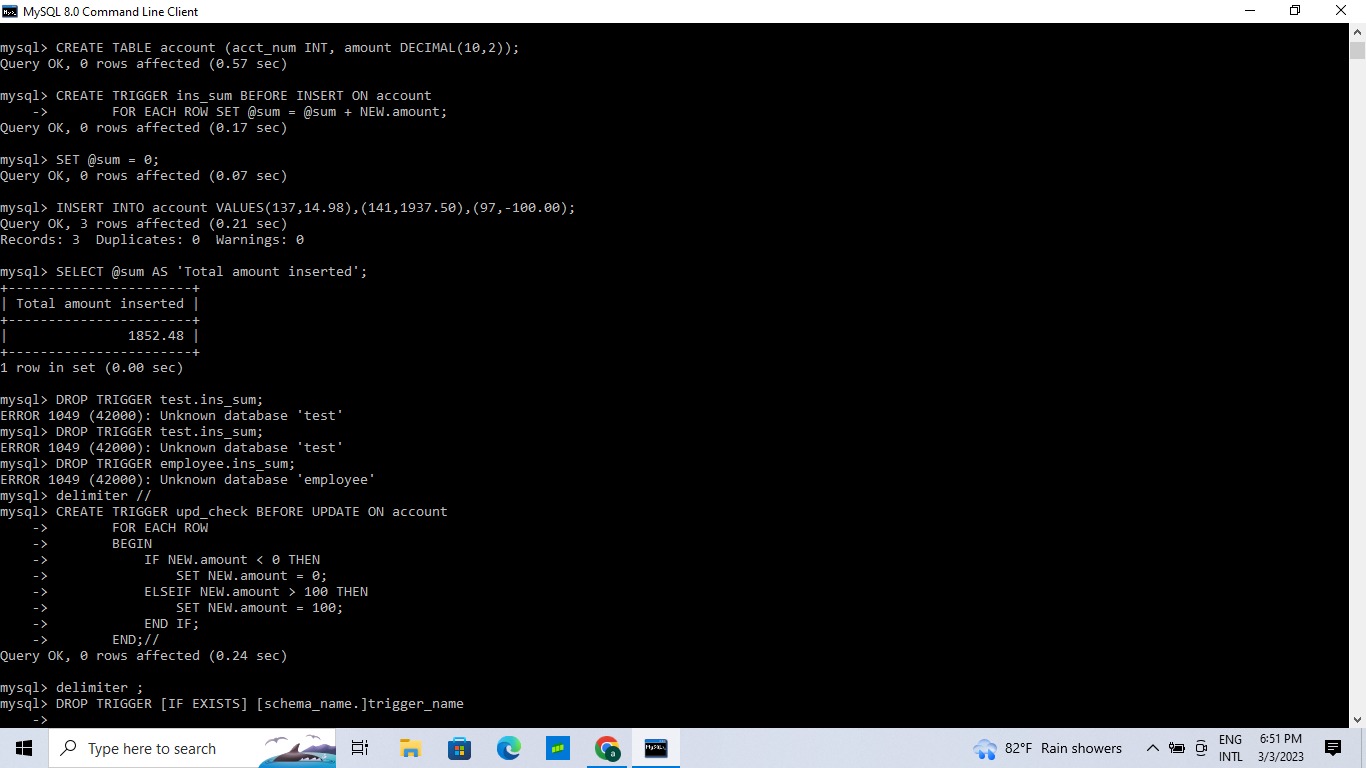 MySQL 8.0 Command Line Client
mysql> CREATE TABLE account (acct_num INT, amount DECIMAL(10,2));
Query OK, 0 rows affected (0.57 sec)
mysql> CREATE TRIGGER ins_sum BEFORE INSERT ON account
    ->        FOR EACH ROW SET @sum = @sum + NEW.amount;
Query OK, 0 rows affected (0.17 sec)
mysql> SET @sum = 0;
Query OK, 0 rows affected (0.07 sec)
mysql> INSERT INTO account VALUES(137,14.98),(141,1937.50),(97,-100.00);
Query OK, 3 rows affected (0.21 sec)
Records: 3  Duplicates: 0  Warnings: 0
mysql> SELECT @sum AS 'Total amount inserted';
+-----------------------+
| Total amount inserted |
+-----------------------+
|               1852.48 |
+-----------------------+
1 row in set (0.00 sec)
mysql> DROP TRIGGER test.ins_sum;
ERROR 1049 (42000): Unknown database 'test'
mysql> DROP TRIGGER test.ins_sum;
ERROR 1049 (42000): Unknown database 'test'
mysql> DROP TRIGGER employee.ins_sum;
ERROR 1049 (42000): Unknown database 'employee'
mysql> delimiter //
mysql> CREATE TRIGGER upd_check BEFORE UPDATE ON account
    ->        FOR EACH ROW
    ->        BEGIN
    ->            IF NEW.amount < 0 THEN
    ->                SET NEW.amount = 0;
    ->            ELSEIF NEW.amount > 100 THEN
    ->                SET NEW.amount = 100;
    ->            END IF;
    ->        END;//
Query OK, 0 rows affected (0.24 sec)
mysql> delimiter ;
mysql> DROP TRIGGER [IF EXISTS] [schema_name.]trigger_name
    ->
Type here to search
82°F Rain showers
ENG
INTL
6:51 PM
3/3/2023